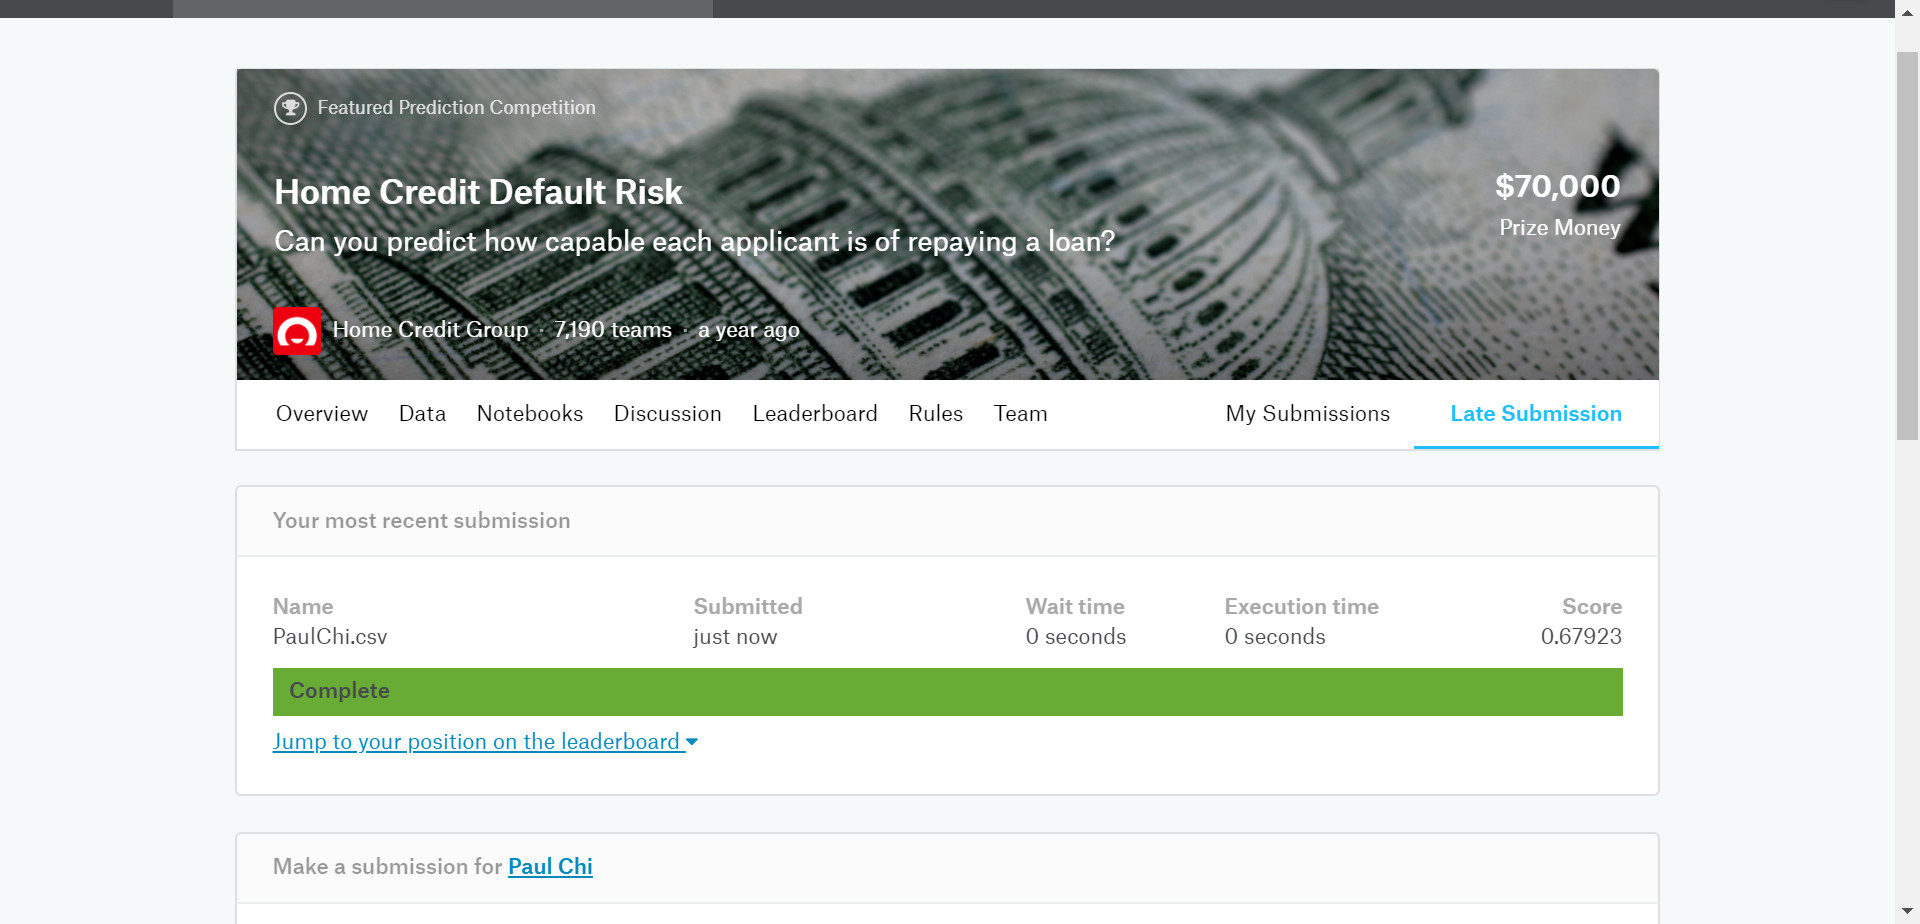 Featured Prediction Competition
Home Credit Default Risk
Can you predict how capable each applicant is of repaying a loan?
$70,000
Prize Money
Home Credit Group · 7,190 teams · a year ago
Overview Data Notebooks Discussion Leaderboard Rules Team My Submissions Late Submission
Your most recent submission
Name Submitted Wait time Execution time Score
PaulChi.csv just now 0 seconds 0 seconds 0.67923
Complete
Jump to your position on the leaderboard
Make a submission for Paul Chi